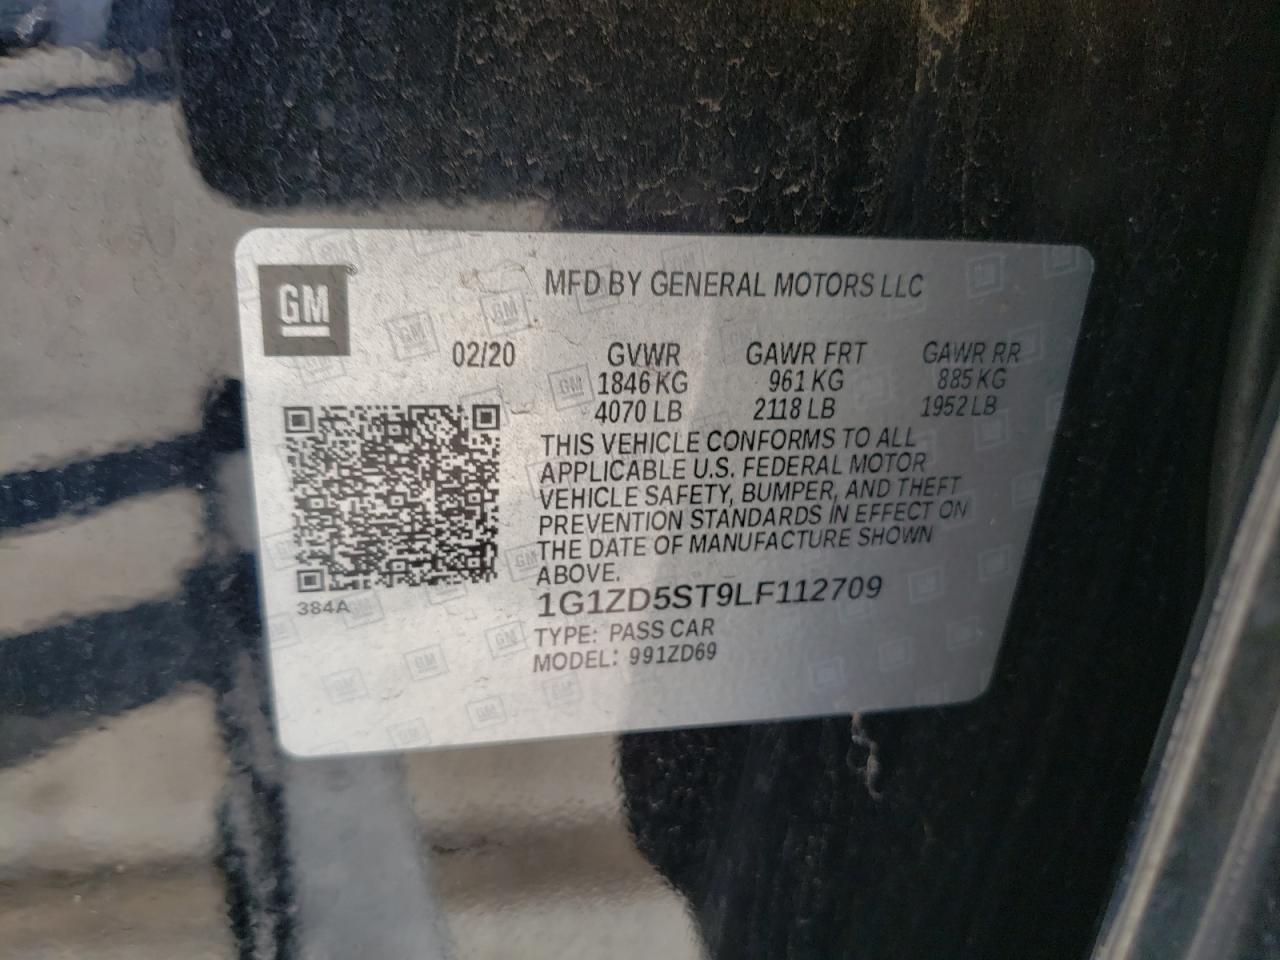 GM
MFD BY GENERAL MOTORS LLC
02/20 GVWR GAWR FRT GAWR RR
1846 KG 961 KG 885 KG
4070 LB 2118 LB 1952 LB
THIS VEHICLE CONFORMS TO ALL
APPLICABLE U.S. FEDERAL MOTOR
VEHICLE SAFETY, BUMPER, AND THEFT
PREVENTION STANDARDS IN EFFECT ON
THE DATE OF MANUFACTURE SHOWN
ABOVE.
384A
1G1ZD5ST9LF112709
TYPE: PASS CAR
MODEL: 991ZD69